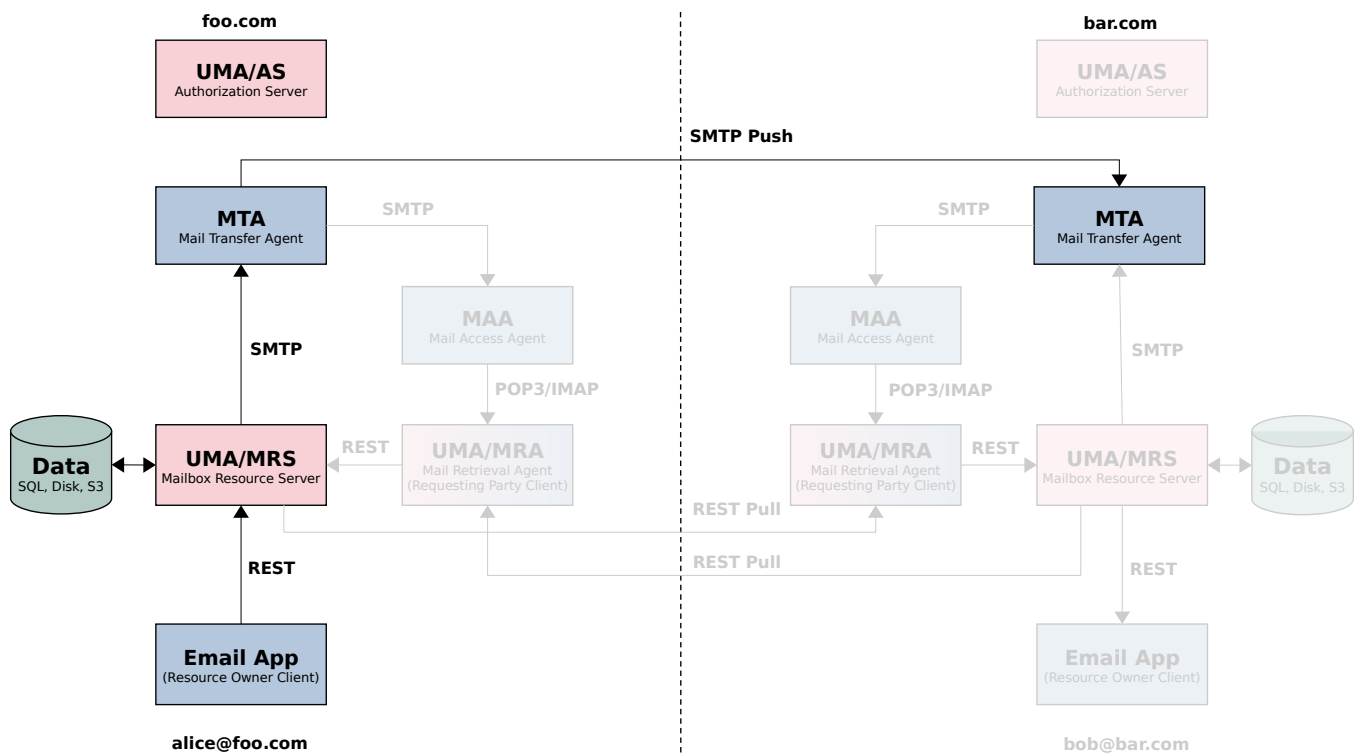 foo.com
bar.com
UMA/AS
Authorization Server
UMA/AS
Authorization Server
SMTP Push
MTA
Mail Transfer Agent
SMTP
SMTP
MTA
Mail Transfer Agent
MAA
Mail Access Agent
MAA
Mail Access Agent
SMTP
SMTP
POP3/IMAP
POP3/IMAP
Data
SQL, Disk, S3
UMA/MRS
Mailbox Resource Server
REST
UMA/MRA
Mail Retrieval Agent
(Requesting Party Client)
UMA/MRA
Mail Retrieval Agent
(Requesting Party Client)
REST
UMA/MRS
Mailbox Resource Server
Data
SQL, Disk, S3
REST Pull
REST Pull
REST
REST
Email App
(Resource Owner Client)
Email App
(Resource Owner Client)
alice@foo.com
bob@bar.com